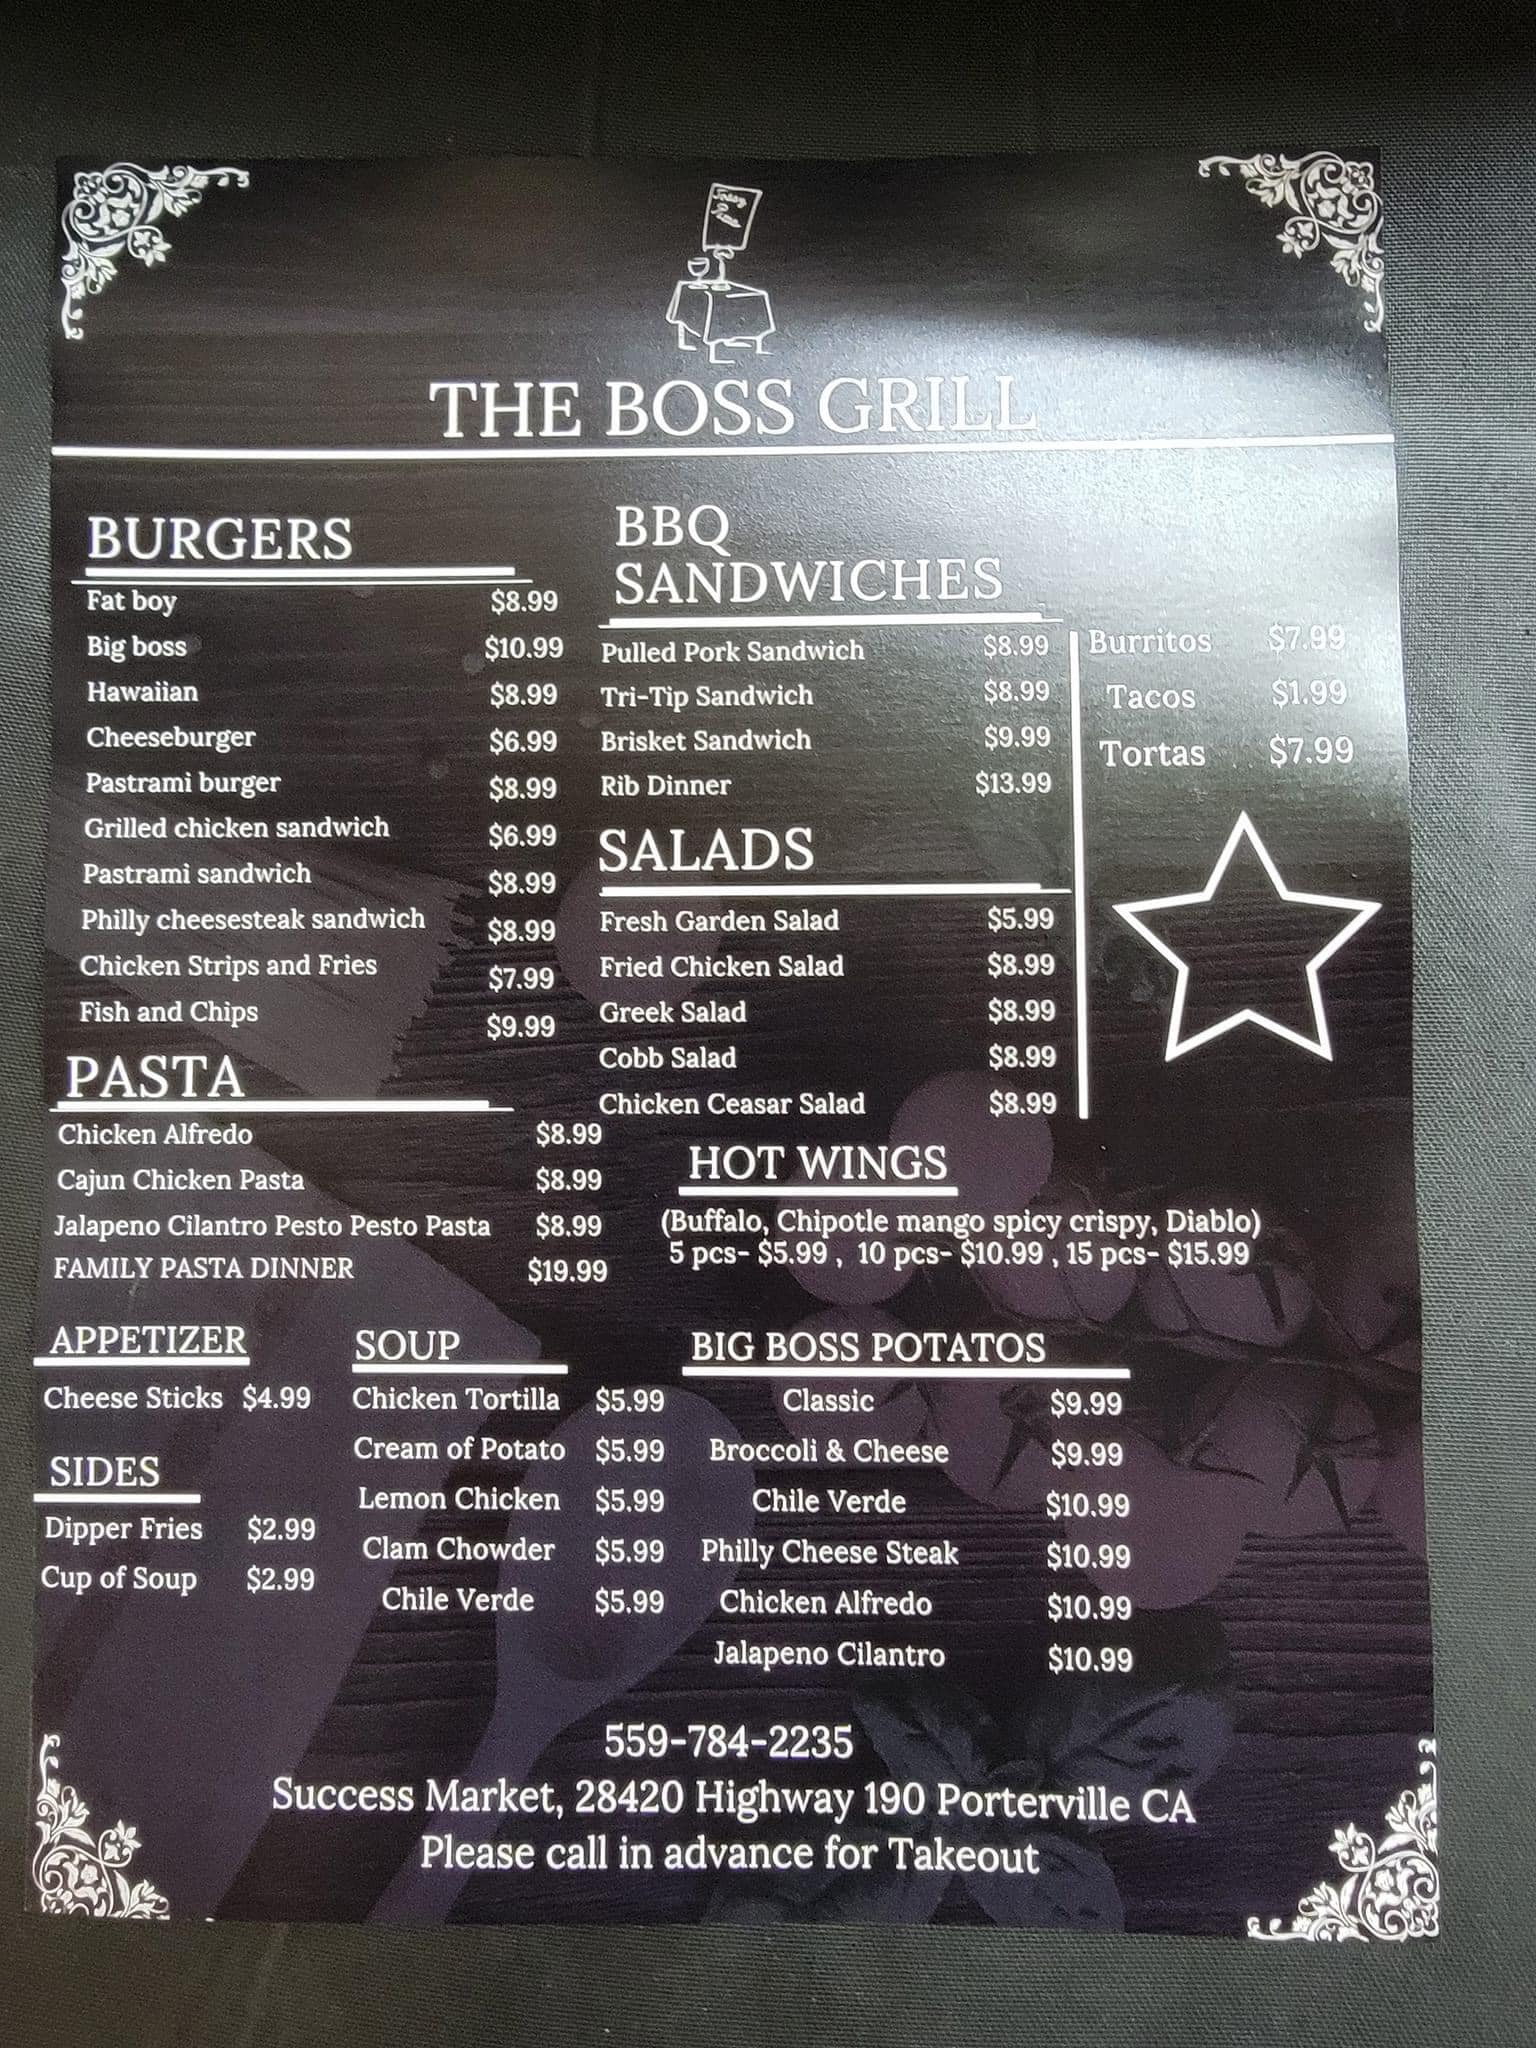 THE BOSS GRILL
BURGERS
Fat boy $8.99
Big boss $10.99
Hawaiian $8.99
Cheeseburger $6.99
Pastrami burger $8.99
Grilled chicken sandwich $6.99
Pastrami sandwich $8.99
Philly cheesesteak sandwich $8.99
Chicken Strips and Fries $7.99
Fish and Chips $9.99
PASTA
Chicken Alfredo $8.99
Cajun Chicken Pasta $8.99
Jalapeno Cilantro Pesto Pesto Pasta $8.99
FAMILY PASTA DINNER $19.99
BBQ
SANDWICHES
Pulled Pork Sandwich $8.99
Tri-Tip Sandwich $8.99
Brisket Sandwich $9.99
Rib Dinner $13.99
SALADS
Fresh Garden Salad $5.99
Fried Chicken Salad $8.99
Greek Salad $8.99
Cobb Salad $8.99
Chicken Ceasar Salad $8.99
Burritos $7.99
Tacos $1.99
Tortas $7.99
HOT WINGS
(Buffalo, Chipotle mango spicy crispy, Diablo)
5 pcs- $5.99 , 10 pcs- $10.99 , 15 pcs- $15.99
APPETIZER
Cheese Sticks $4.99
SIDES
Dipper Fries $2.99
Cup of Soup $2.99
SOUP
Chicken Tortilla $5.99
Cream of Potato $5.99
Lemon Chicken $5.99
Clam Chowder $5.99
Chile Verde $5.99
BIG BOSS POTATOS
Classic $9.99
Broccoli & Cheese $9.99
Chile Verde $10.99
Philly Cheese Steak $10.99
Chicken Alfredo $10.99
Jalapeno Cilantro $10.99
559-784-2235
Success Market, 28420 Highway 190 Porterville CA
Please call in advance for Takeout